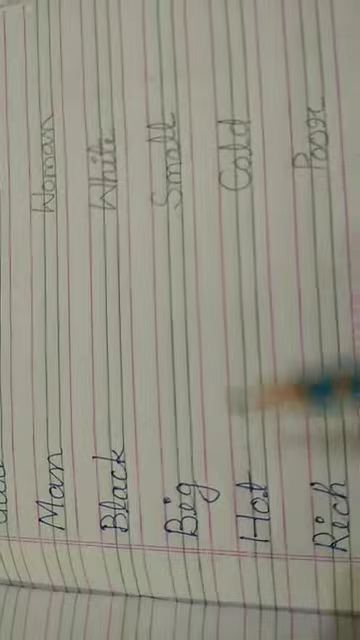 Man Woman
Black White
Big Small
Hot Cold
Rich Poor